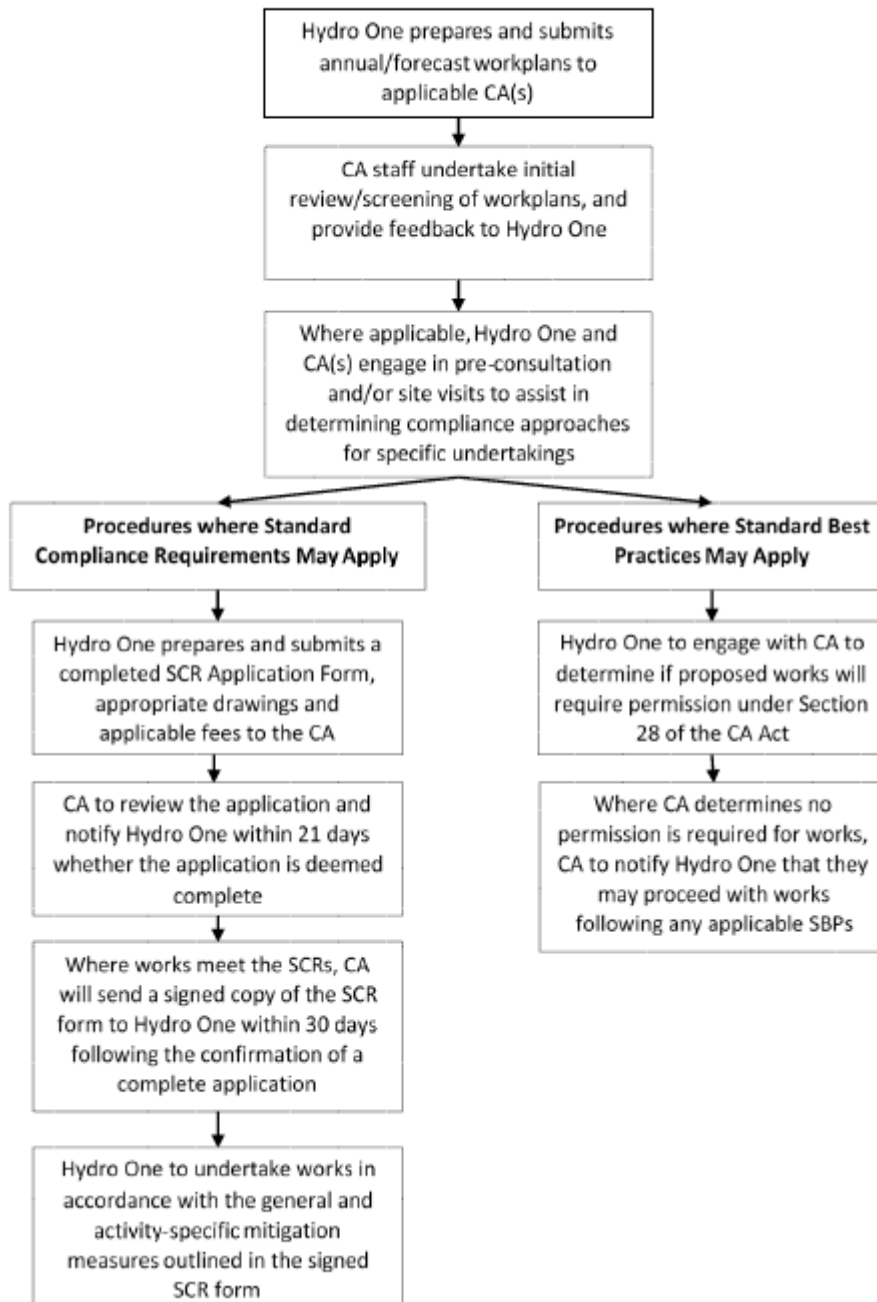 Hydro One prepares and submits
annual/forecast workplans to
applicable CA(s)
CA staff undertake initial
review/screening of workplans, and
provide feedback to Hydro One
Where applicable, Hydro One and
CA(s) engage in pre-consultation
and/or site visits to assist in
determining compliance approaches
for specific undertakings
Procedures where Standard
Compliance Requirements May Apply
Hydro One prepares and submits a
completed SCR Application Form,
appropriate drawings and
applicable fees to the CA
CA to review the application and
notify Hydro One within 21 days
whether the application is deemed
complete
Where works meet the SCRs, CA
will send a signed copy of the SCR
form to Hydro One within 30 days
following the confirmation of a
complete application
Hydro One to undertake works in
accordance with the general and
activity-specific mitigation
measures outlined in the signed
SCR form
Procedures where Standard Best
Practices May Apply
Hydro One to engage with CA to
determine if proposed works will
require permission under Section
28 of the CA Act
Where CA determines no
permission is required for works,
CA to notify Hydro One that they
may proceed with works
following any applicable SBPs